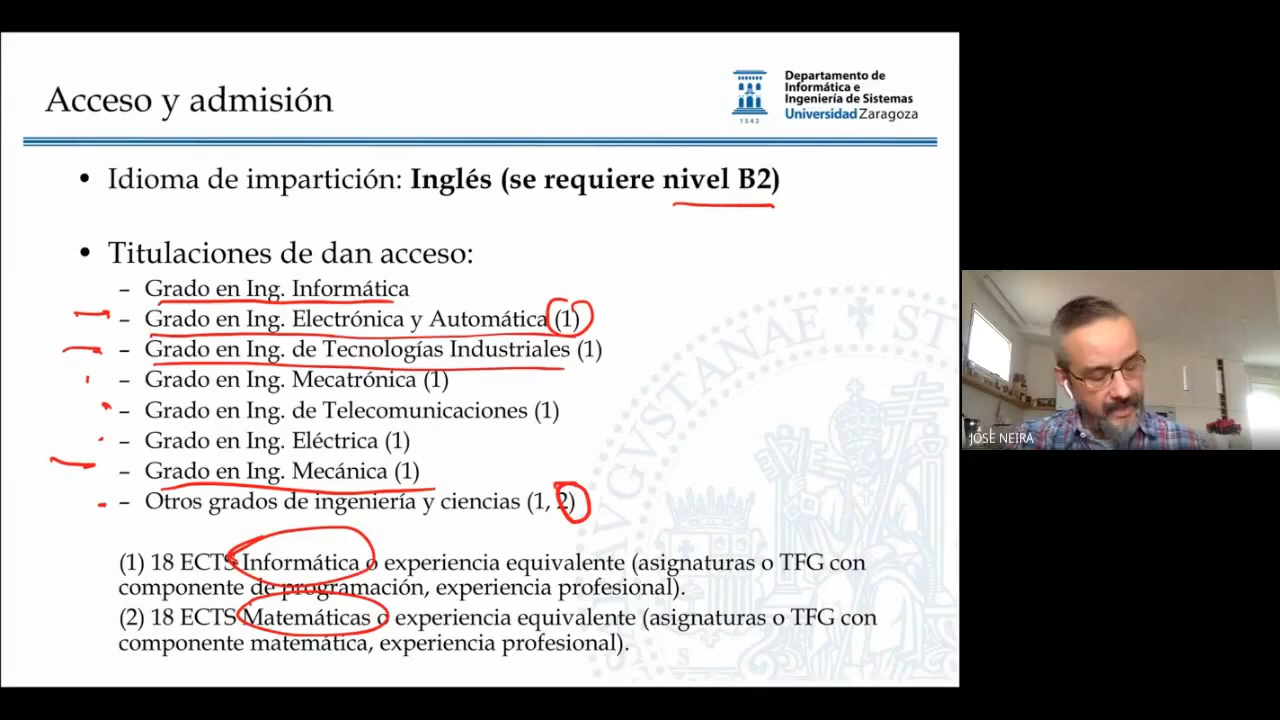 Acceso y admisión
Departamento de
Informática e
Ingeniería de Sistemas
Universidad Zaragoza
1542
• Idioma de impartición: Inglés (se requiere nivel B2)
• Titulaciones de dan acceso:
– Grado en Ing. Informática
– Grado en Ing. Electrónica y Automática (1)
– Grado en Ing. de Tecnologías Industriales (1)
– Grado en Ing. Mecatrónica (1)
– Grado en Ing. de Telecomunicaciones (1)
– Grado en Ing. Eléctrica (1)
– Grado en Ing. Mecánica (1)
– Otros grados de ingeniería y ciencias (1, 2)
(1) 18 ECTS Informática o experiencia equivalente (asignaturas o TFG con
componente de programación, experiencia profesional).
(2) 18 ECTS Matemáticas o experiencia equivalente (asignaturas o TFG con
componente matemática, experiencia profesional).
JOSE NEIRA